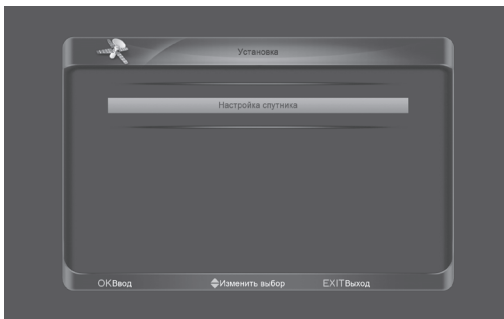 Установка
Настройка спутника
OKВвод Изменить выбор EXITВыход